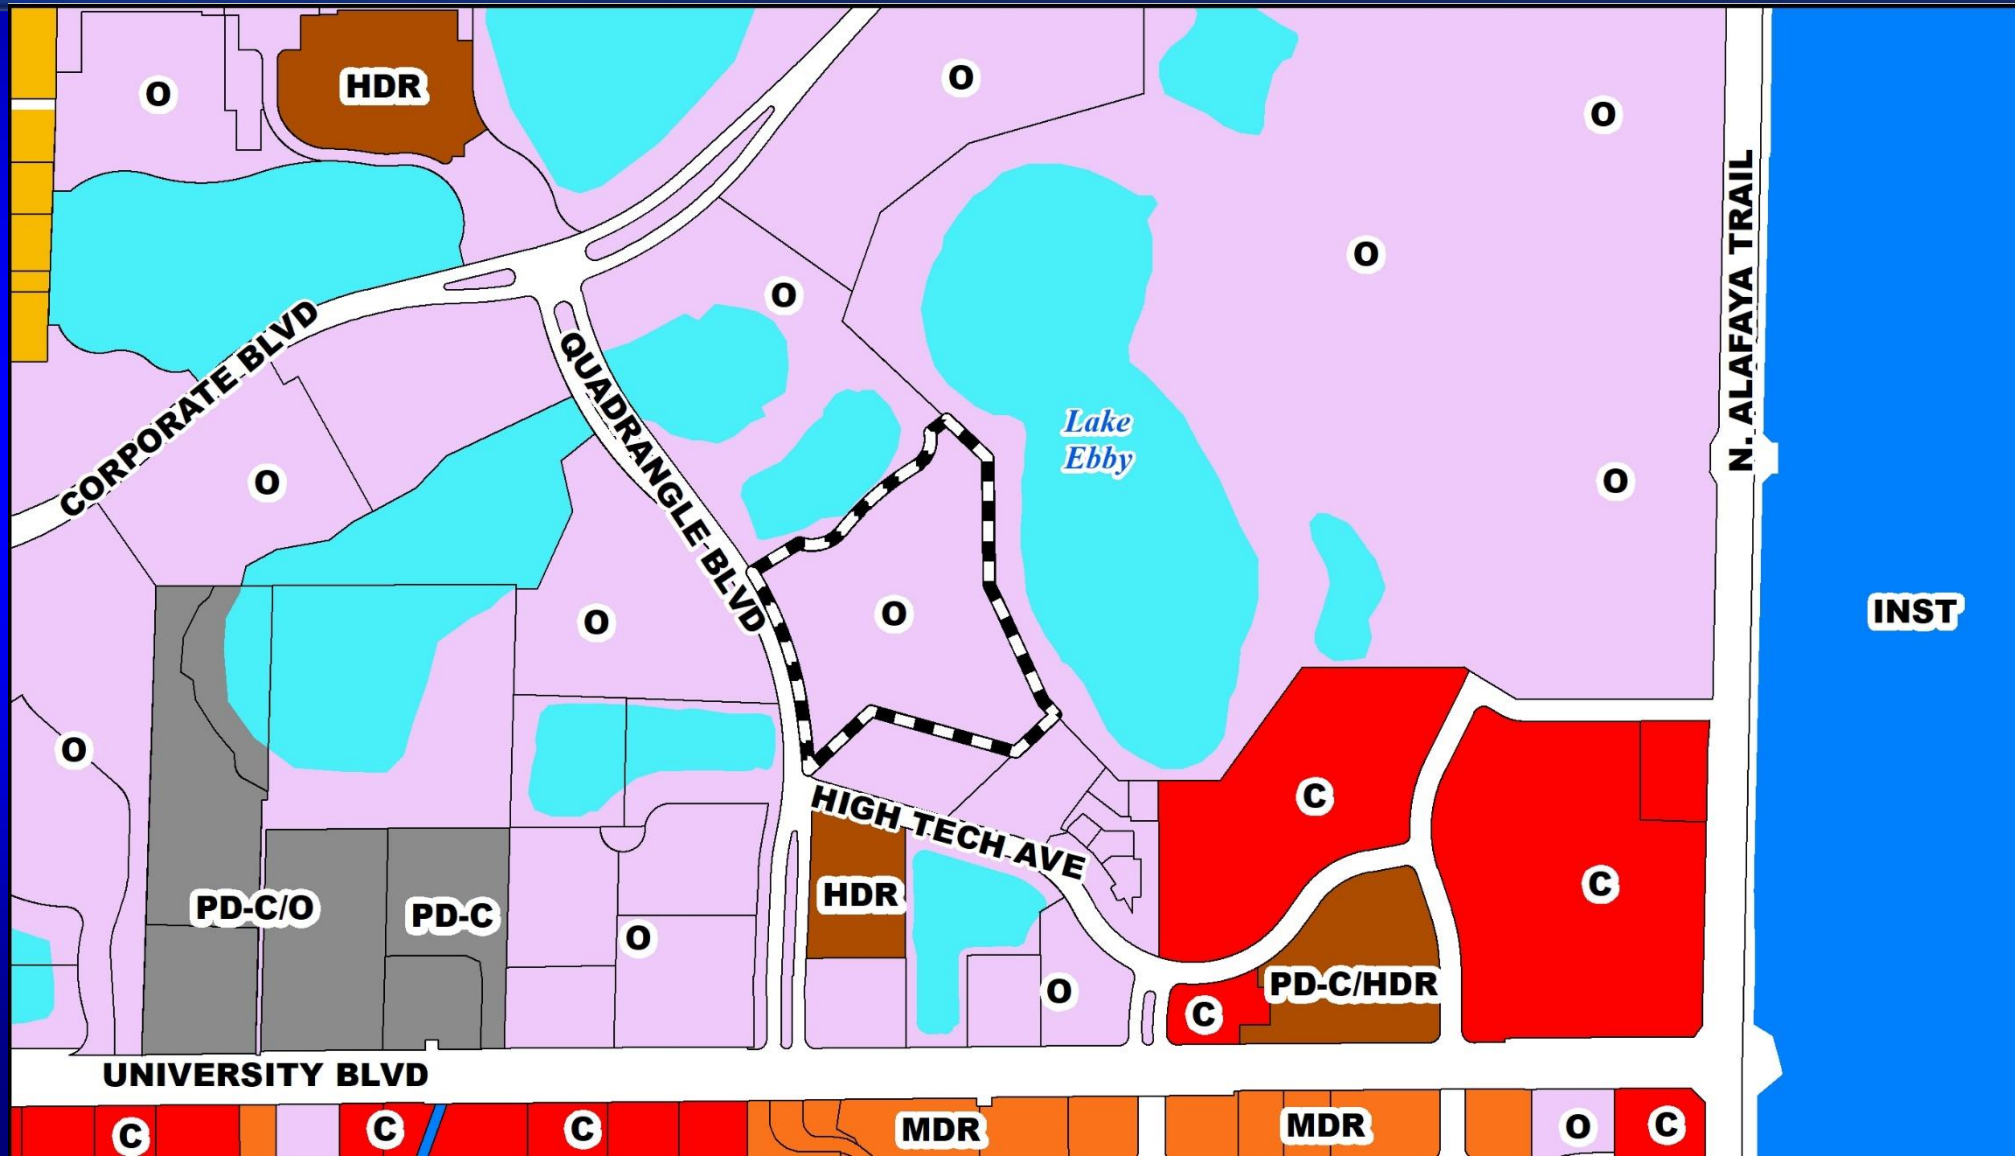 HDR
O
O
O
N. ALAFAYA TRAIL
O
O
CORPORATE BLVD
QUADRANGLE BLVD
Lake
Ebby
O
O
INST
O
O
O
HIGH TECH AVE
C
C
HDR
PD-C/O
PD-C
O
PD-C/HDR
O
C
UNIVERSITY BLVD
C
C
C
MDR
MDR
O
C